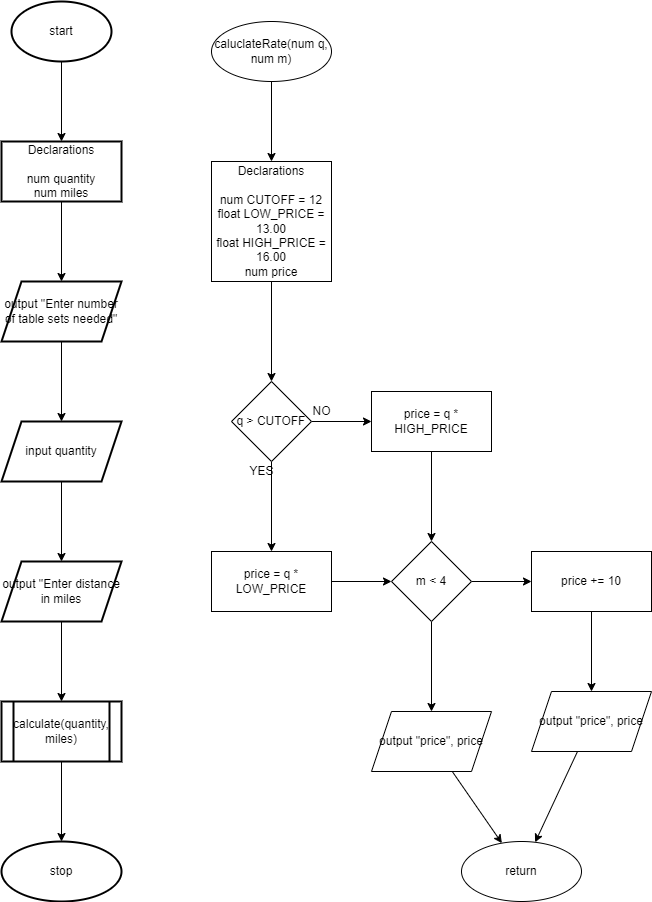 start
Declarations
num quantity
num miles
output "Enter number
of table sets needed"
input quantity
output "Enter distance
in miles
calculate(quantity,
miles)
stop
caluclateRate(num q,
num m)
Declarations
num CUTOFF = 12
float LOW_PRICE =
13.00
float HIGH_PRICE =
16.00
num price
q > CUTOFF
NO
YES
price = q *
HIGH_PRICE
price = q *
LOW_PRICE
m < 4
price += 10
output "price", price
output "price", price
return